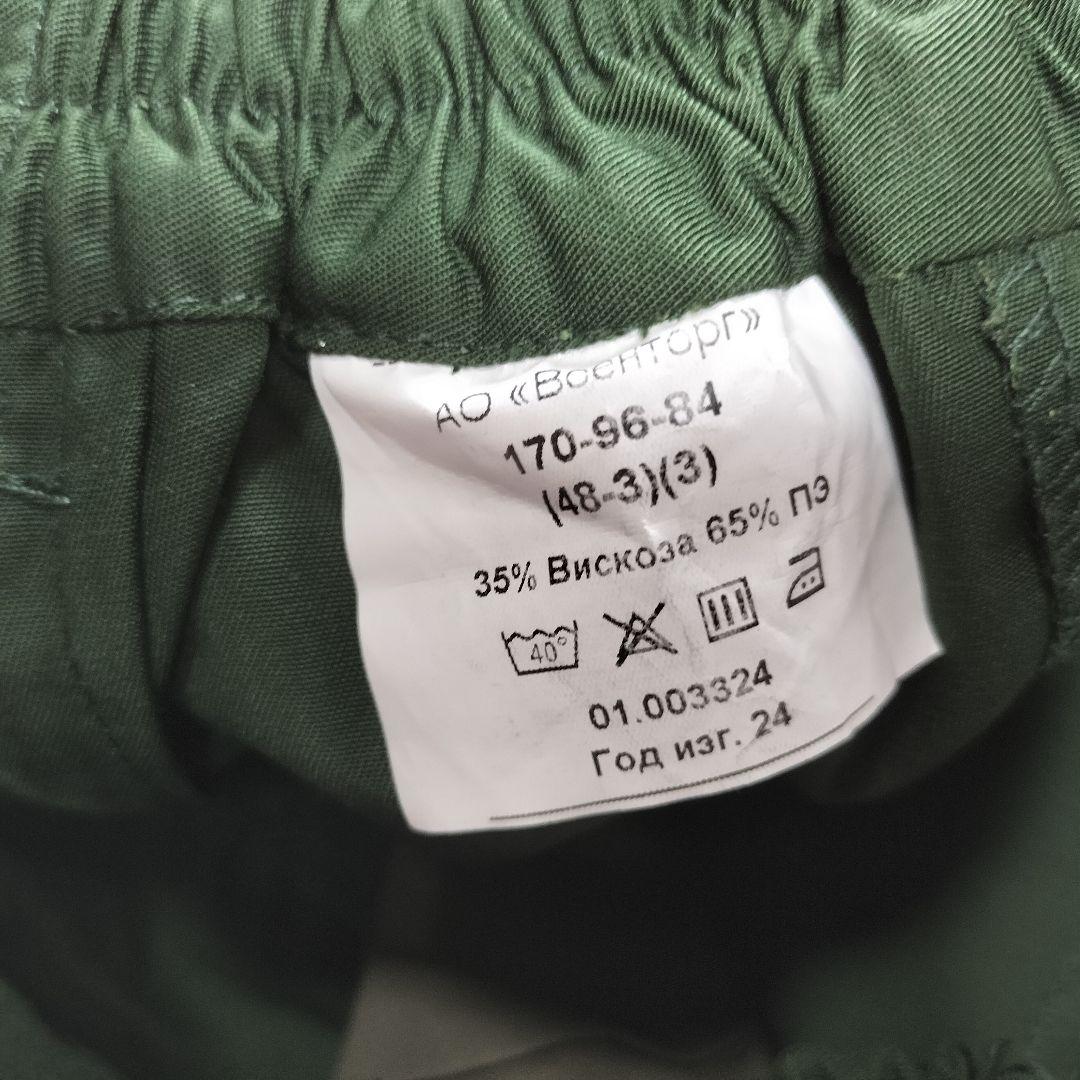 АО «Военторг»
170-96-84
(48-3)(3)
35% Вискоза 65% ПЭ
40°
01.003324
Год изг. 24